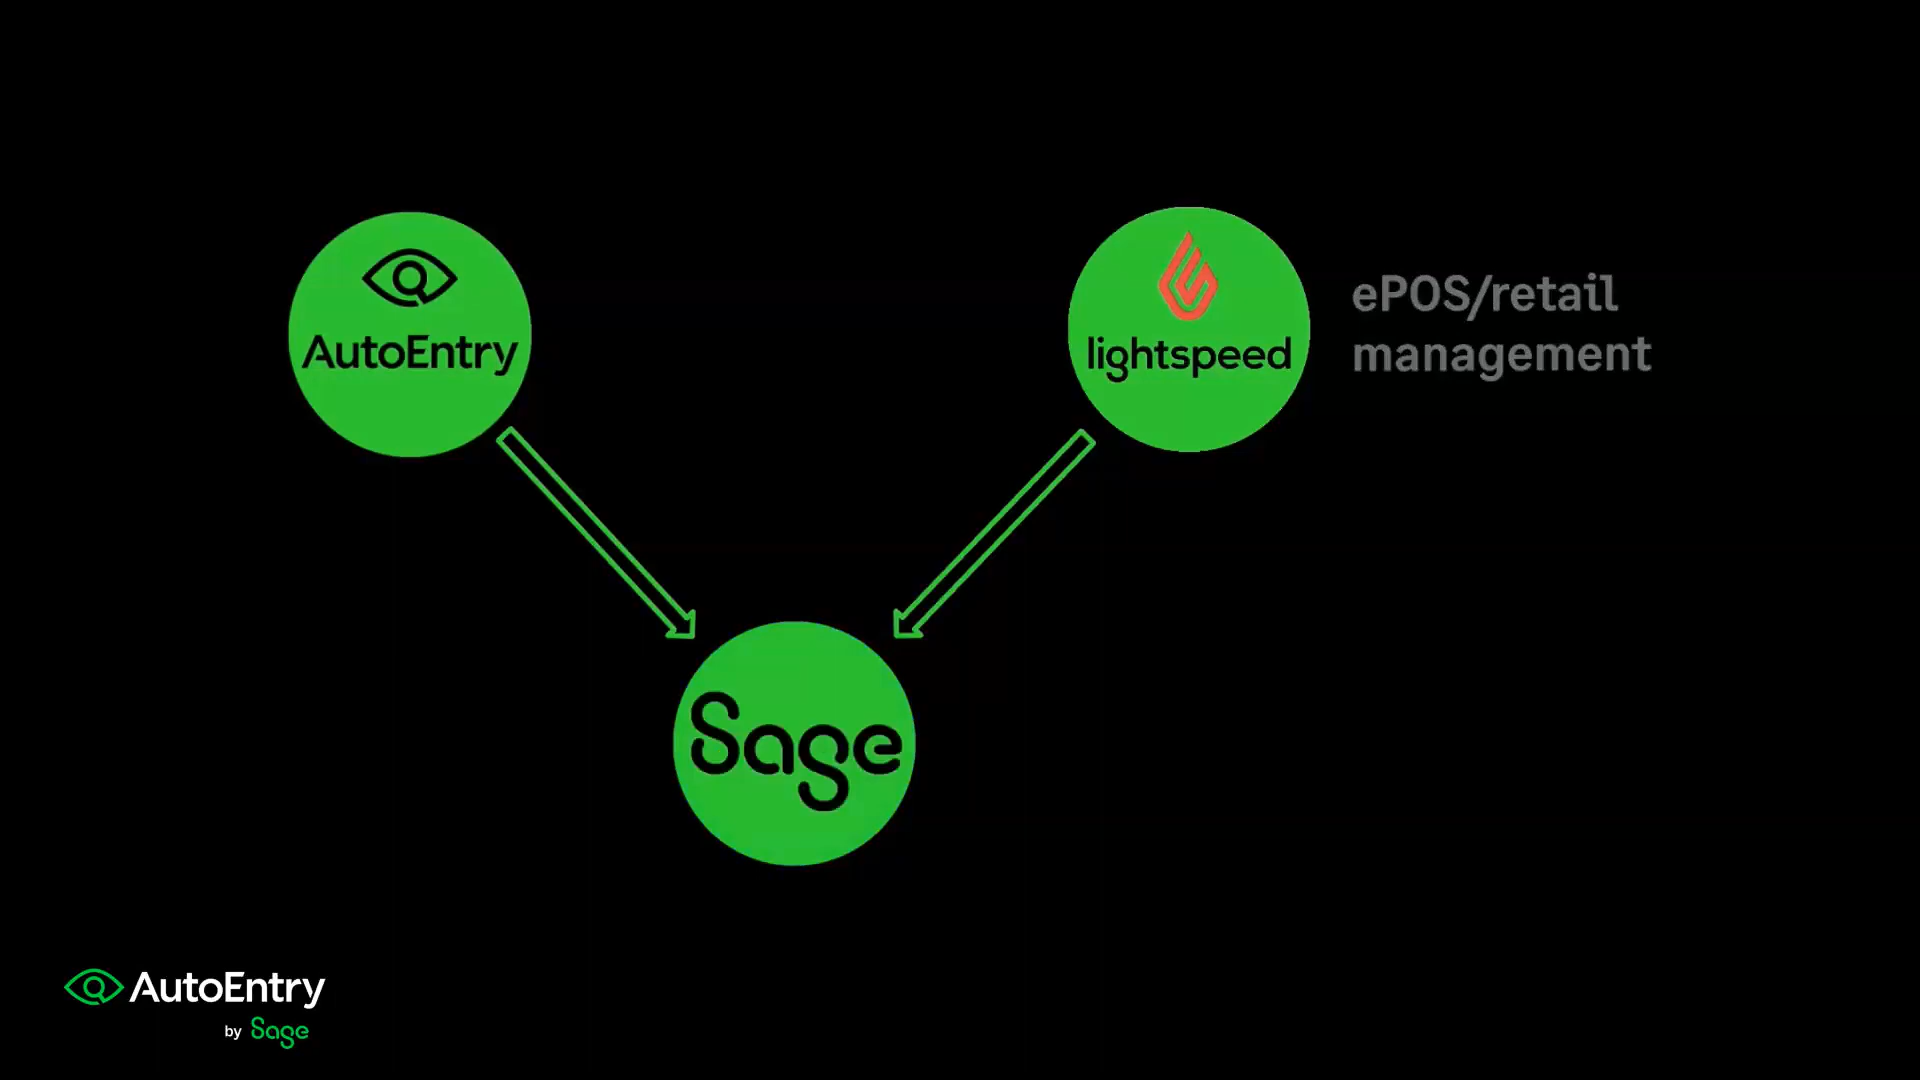 AutoEntry
lightspeed
ePOS/retail
management
Sage
AutoEntry
by Sage